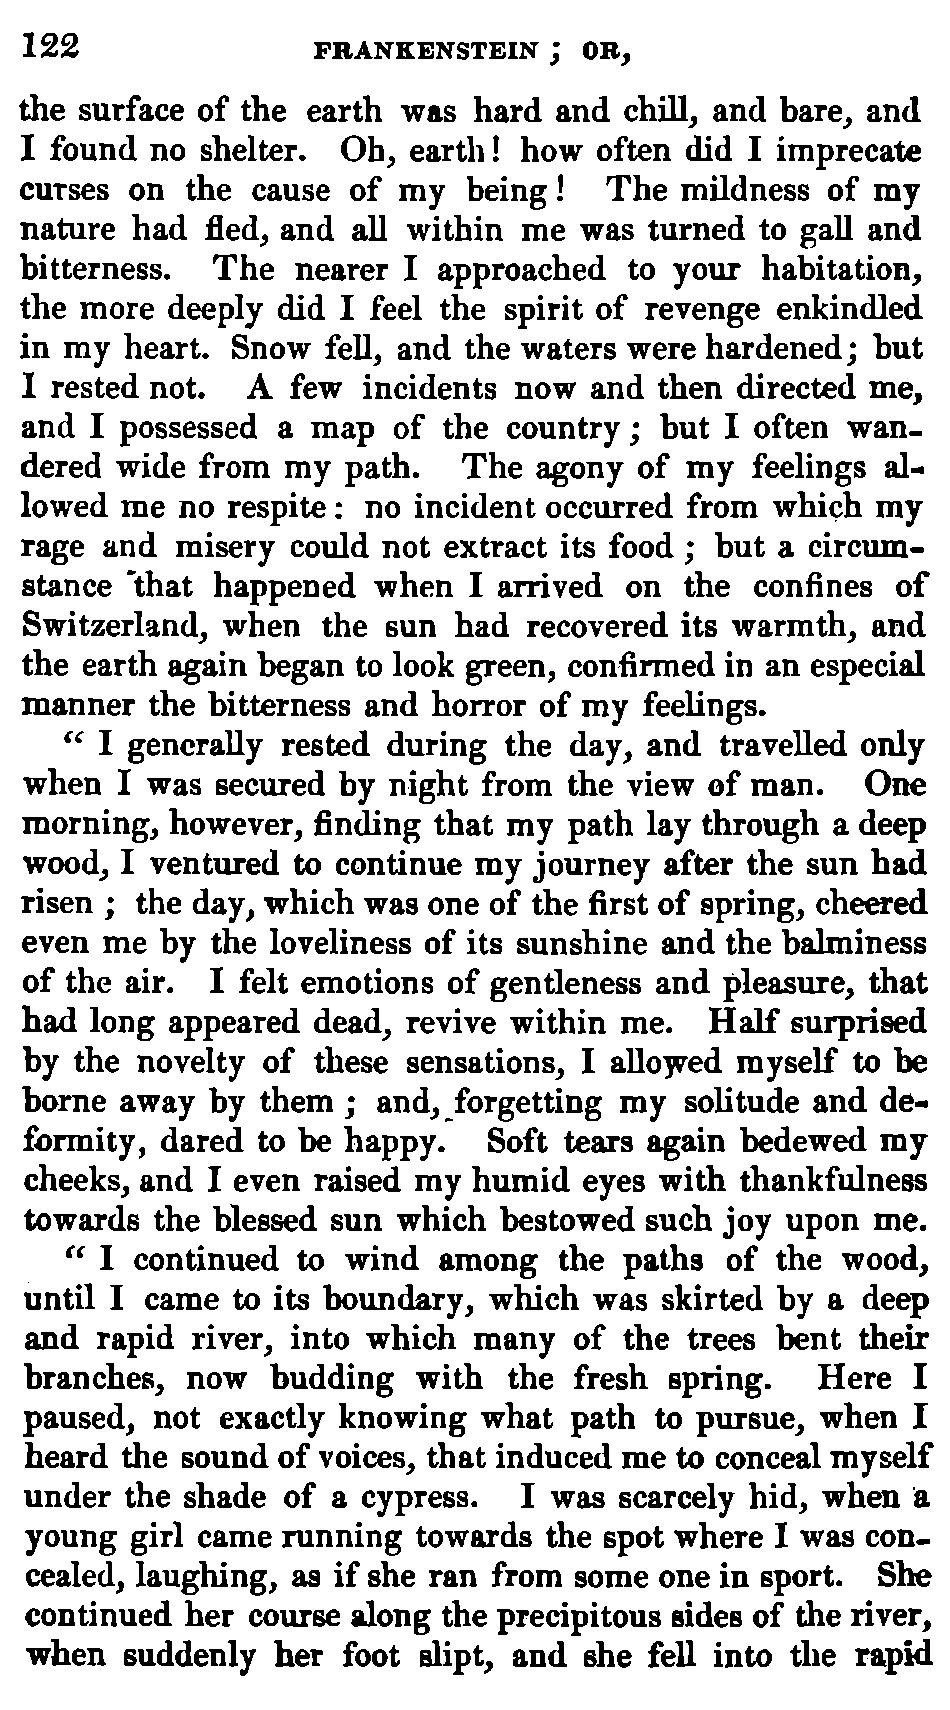 122 FRANKENSTEIN ; OR,
the surface of the earth was hard and chill, and bare, and
I found no shelter. Oh, earth! how often did I imprecate
curses on the cause of my being! The mildness of my
nature had fled, and all within me was turned to gall and
bitterness. The nearer I approached to your habitation,
the more deeply did I feel the spirit of revenge enkindled
in my heart. Snow fell, and the waters were hardened; but
I rested not. A few incidents now and then directed me,
and I possessed a map of the country; but I often wan-
dered wide from my path. The agony of my feelings al-
lowed me no respite: no incident occurred from which my
rage and misery could not extract its food; but a circum-
stance that happened when I arrived on the confines of
Switzerland, when the sun had recovered its warmth, and
the earth again began to look green, confirmed in an especial
manner the bitterness and horror of my feelings.
“ I generally rested during the day, and travelled only
when I was secured by night from the view of man. One
morning, however, finding that my path lay through a deep
wood, I ventured to continue my journey after the sun had
risen ; the day, which was one of the first of spring, cheered
even me by the loveliness of its sunshine and the balminess
of the air. I felt emotions of gentleness and pleasure, that
had long appeared dead, revive within me. Half surprised
by the novelty of these sensations, I allowed myself to be
borne away by them ; and, forgetting my solitude and de-
formity, dared to be happy. Soft tears again bedewed my
cheeks, and I even raised my humid eyes with thankfulness
towards the blessed sun which bestowed such joy upon me.
“ I continued to wind among the paths of the wood,
until I came to its boundary, which was skirted by a deep
and rapid river, into which many of the trees bent their
branches, now budding with the fresh spring. Here I
paused, not exactly knowing what path to pursue, when I
heard the sound of voices, that induced me to conceal myself
under the shade of a cypress. I was scarcely hid, when a
young girl came running towards the spot where I was con-
cealed, laughing, as if she ran from some one in sport. She
continued her course along the precipitous sides of the river,
when suddenly her foot slipt, and she fell into the rapid